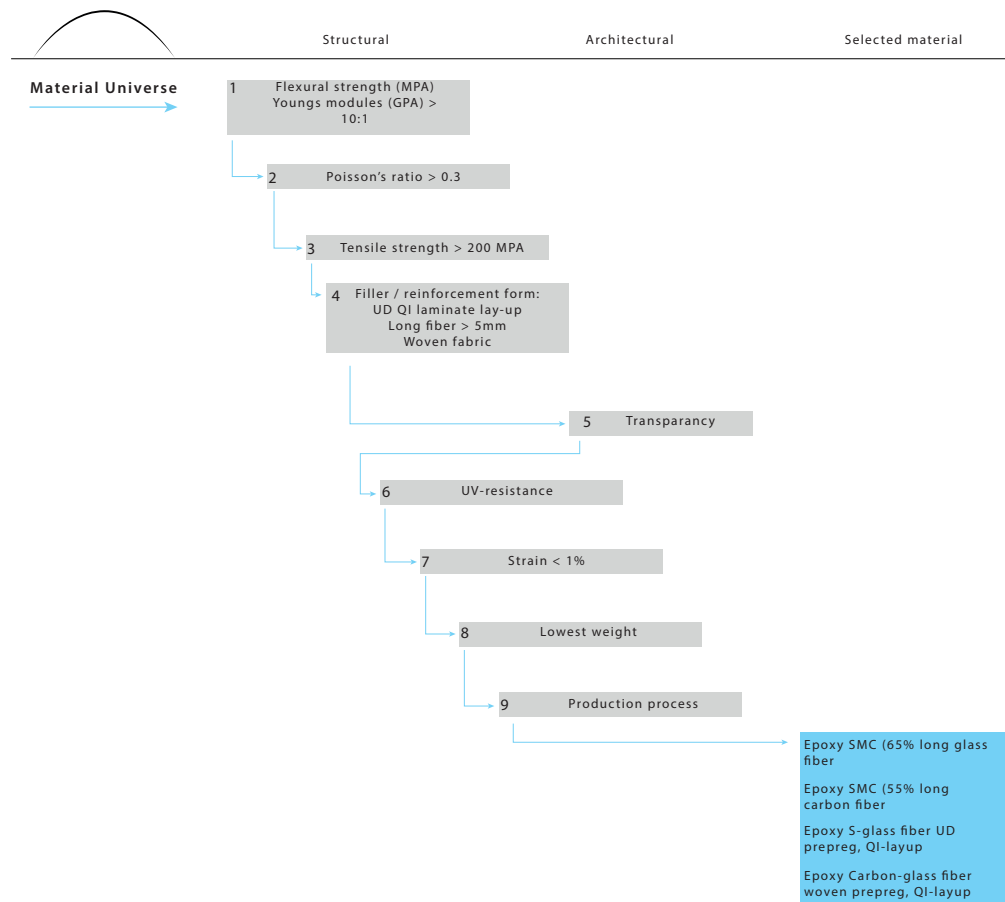 Structural
Architectural
Selected material
Material Universe
1
Flexural strength (MPA)
Youngs modules (GPA) >
10:1
2
Poisson's ratio > 0.3
3
Tensile strength > 200 MPA
4
Filler / reinforcement form:
UD QI laminate lay-up
Long fiber > 5mm
Woven fabric
5
Transparancy
6
UV-resistance
7
Strain < 1%
8
Lowest weight
9
Production process
Epoxy SMC (65% long glass
fiber
Epoxy SMC (55% long
carbon fiber
Epoxy S-glass fiber UD
prepreg, QI-layup
Epoxy Carbon-glass fiber
woven prepreg, QI-layup